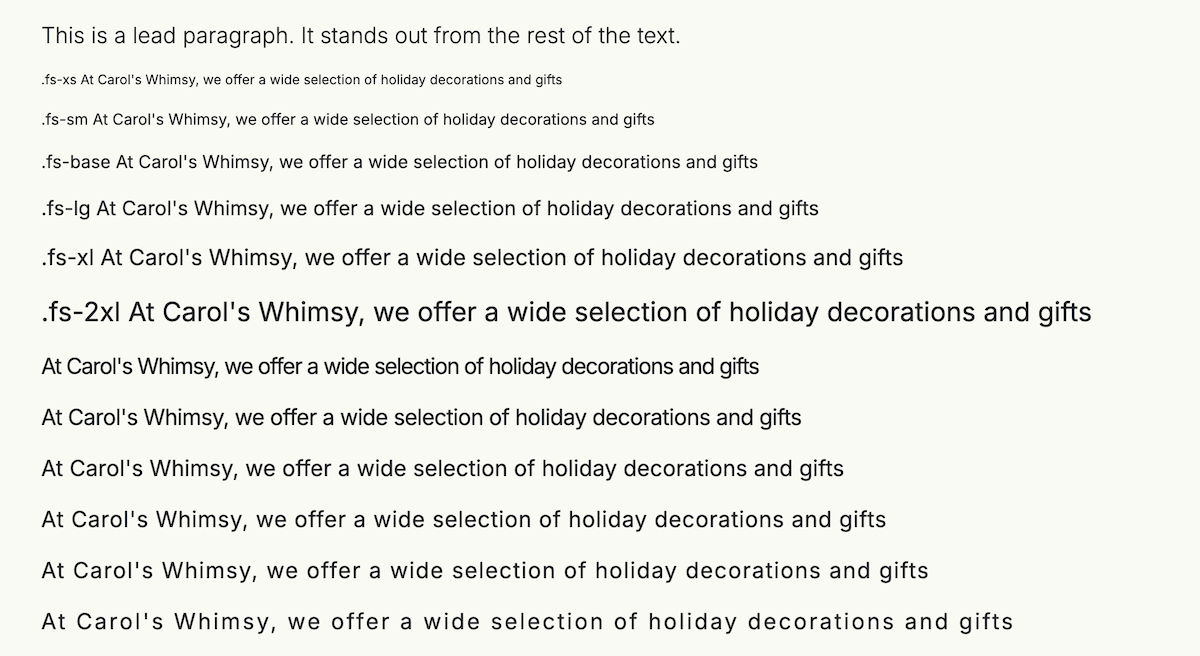 This is a lead paragraph. It stands out from the rest of the text.
.fs-xs At Carol's Whimsy, we offer a wide selection of holiday decorations and gifts
.fs-sm At Carol's Whimsy, we offer a wide selection of holiday decorations and gifts
.fs-base At Carol's Whimsy, we offer a wide selection of holiday decorations and gifts
.fs-lg At Carol's Whimsy, we offer a wide selection of holiday decorations and gifts
.fs-xl At Carol's Whimsy, we offer a wide selection of holiday decorations and gifts
.fs-2xl At Carol's Whimsy, we offer a wide selection of holiday decorations and gifts
At Carol's Whimsy, we offer a wide selection of holiday decorations and gifts
At Carol's Whimsy, we offer a wide selection of holiday decorations and gifts
At Carol's Whimsy, we offer a wide selection of holiday decorations and gifts
At Carol's Whimsy, we offer a wide selection of holiday decorations and gifts
At Carol's Whimsy, we offer a wide selection of holiday decorations and gifts
At Carol's Whimsy, we offer a wide selection of holiday decorations and gifts